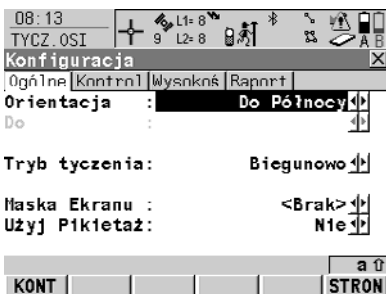 08:13
TYCZ.OSI
9
L1= 8
L2= 8
A B
Konfiguracja
Ogólne Kontrol Wysokoś Raport
Orientacja : Do Północy
Do :
Tryb tyczenia: Biegunowo
Maska Ekranu : <Brak>
Użyj Pikietaż: Nie
a
KONT STRON